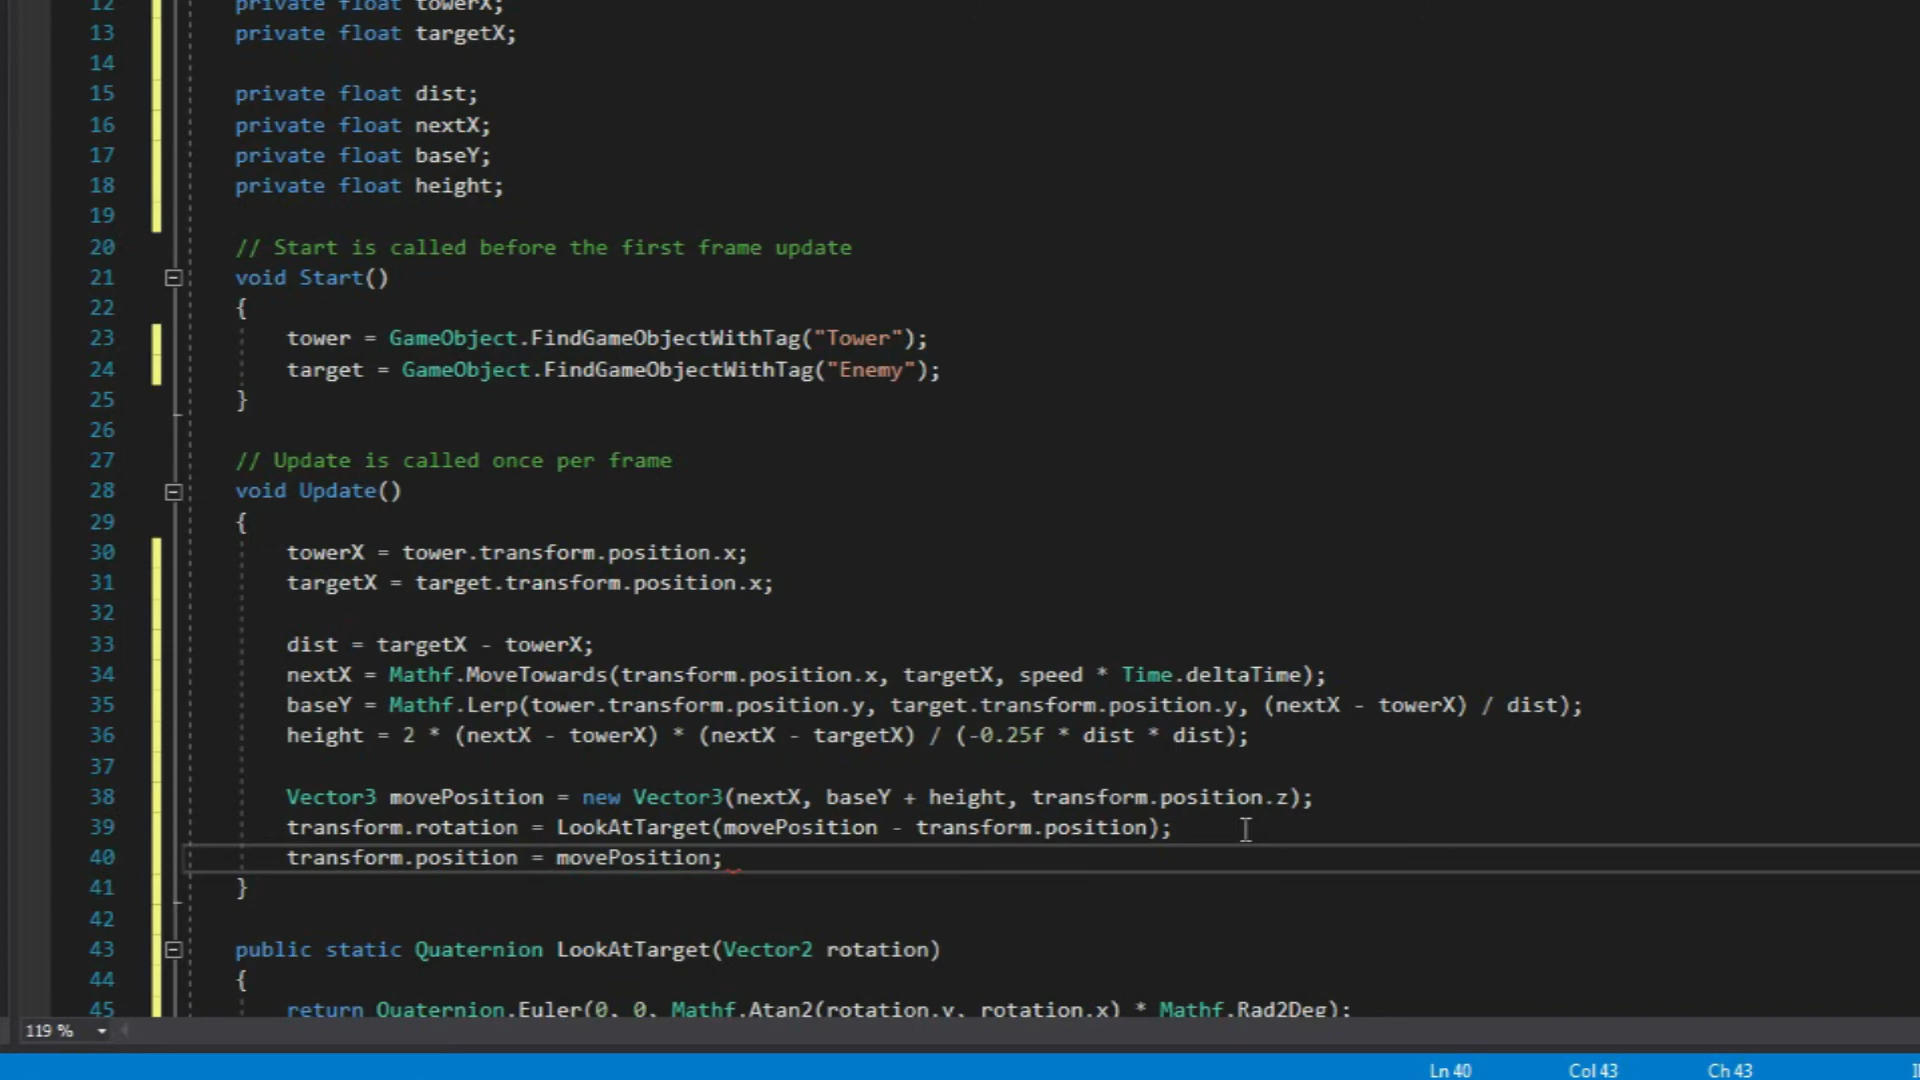 12 private float towerX;
13 private float targetX;
14
15 private float dist;
16 private float nextX;
17 private float baseY;
18 private float height;
19
20 // Start is called before the first frame update
21 void Start()
22 {
23 tower = GameObject.FindGameObjectWithTag("Tower");
24 target = GameObject.FindGameObjectWithTag("Enemy");
25 }
26
27 // Update is called once per frame
28 void Update()
29 {
30 towerX = tower.transform.position.x;
31 targetX = target.transform.position.x;
32
33 dist = targetX - towerX;
34 nextX = Mathf.MoveTowards(transform.position.x, targetX, speed * Time.deltaTime);
35 baseY = Mathf.Lerp(tower.transform.position.y, target.transform.position.y, (nextX - towerX) / dist);
36 height = 2 * (nextX - towerX) * (nextX - targetX) / (-0.25f * dist * dist);
37
38 Vector3 movePosition = new Vector3(nextX, baseY + height, transform.position.z);
39 transform.rotation = LookAtTarget(movePosition - transform.position);
40 transform.position = movePosition;
41 }
42
43 public static Quaternion LookAtTarget(Vector2 rotation)
44 {
45 return Quaternion.Euler(0, 0, Mathf.Atan2(rotation.y, rotation.x) * Mathf.Rad2Deg);
119 %
Ln 40 Col 43 Ch 43